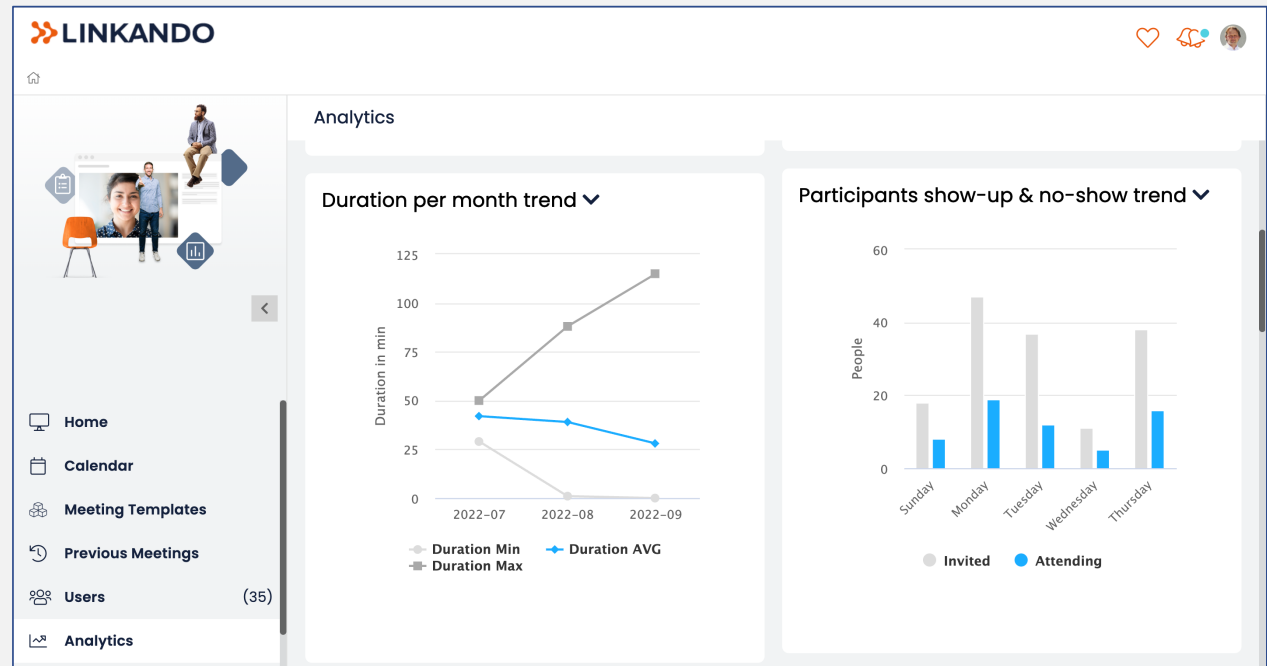 LINKANDO
Analytics
Home
Calendar
Meeting Templates
Previous Meetings
Users (35)
Analytics
Duration per month trend
Duration in min
125
100
75
50
25
0
2022-07 2022-08 2022-09
Duration Min Duration AVG
Duration Max
Participants show-up & no-show trend
People
60
40
20
0
Sunday Monday Tuesday Wednesday Thursday
Invited Attending